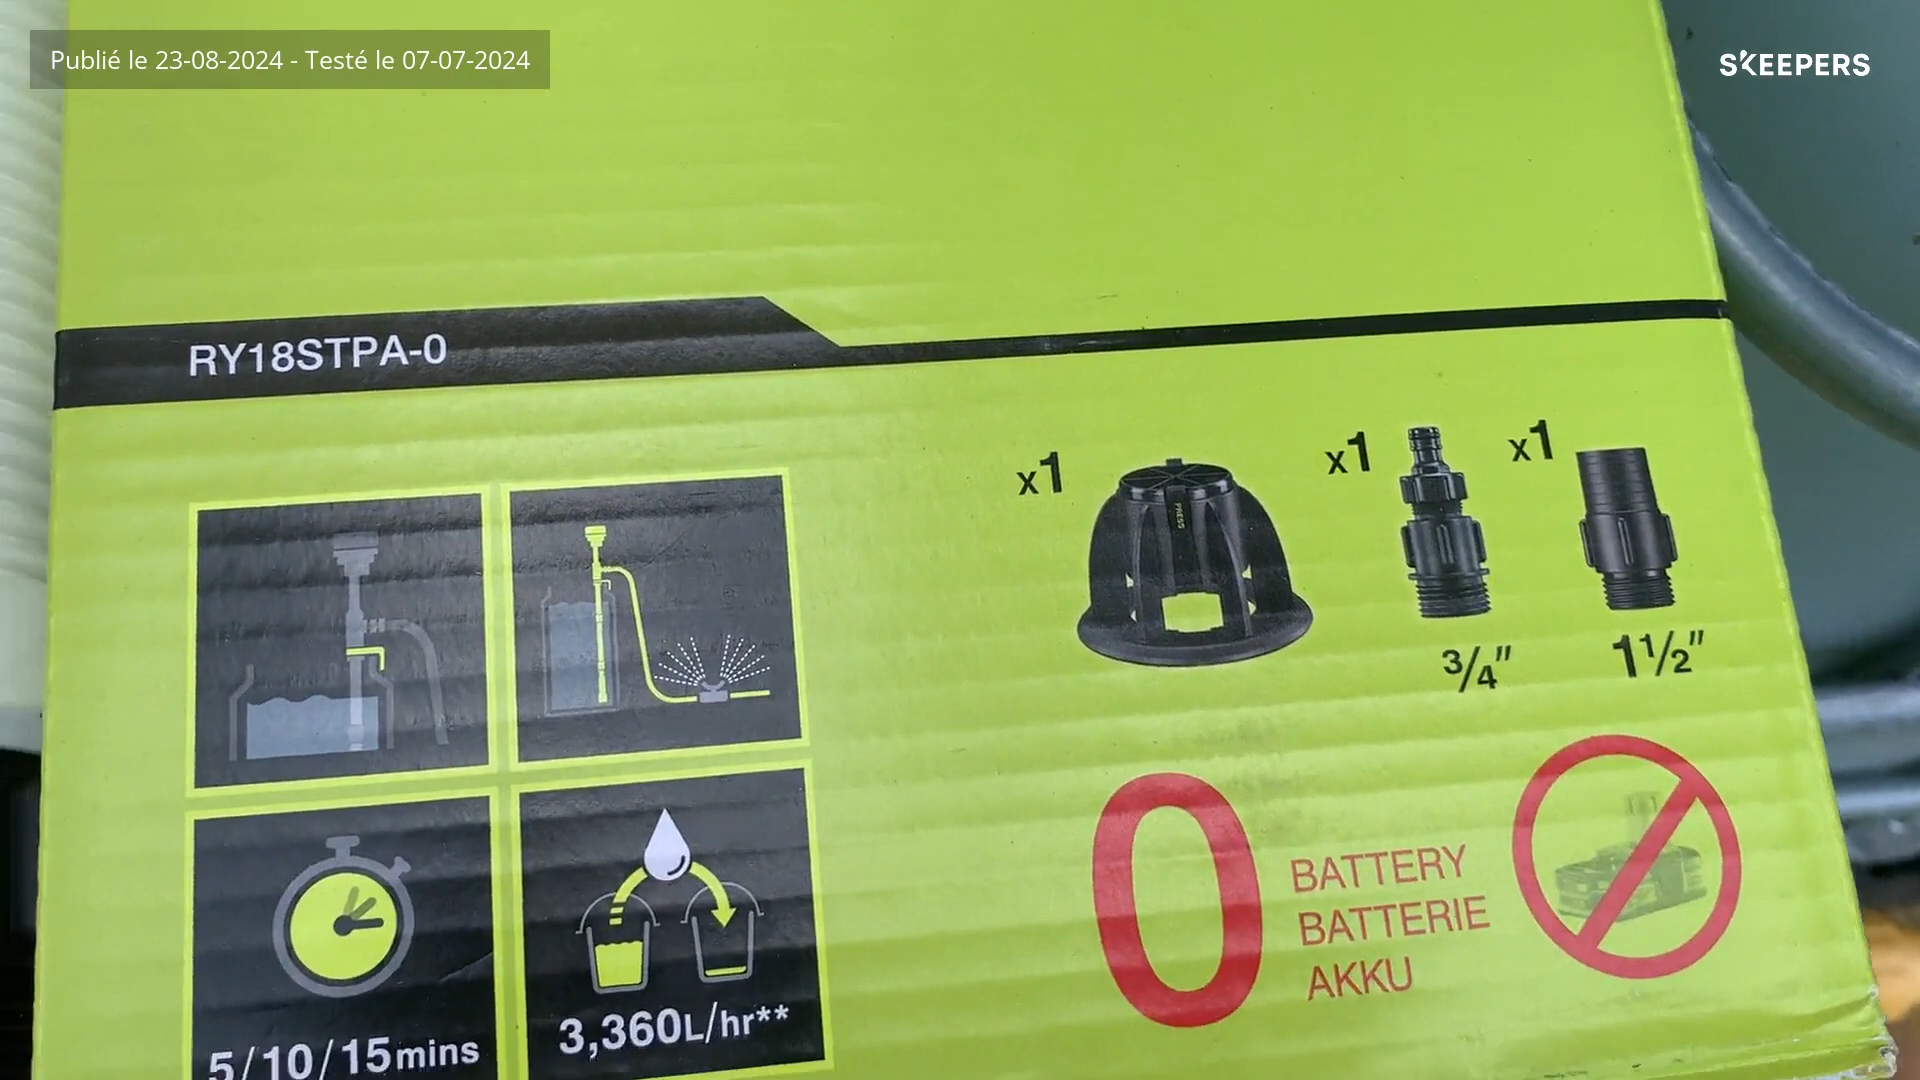 Publié le 23-08-2024 - Testé le 07-07-2024
SKEEPERS
RY18STPA-0
x1
x1
x1
PRESS
3/4"
1 1/2"
5/10/15mins
3,360L/hr**
0
BATTERY
BATTERIE
AKKU